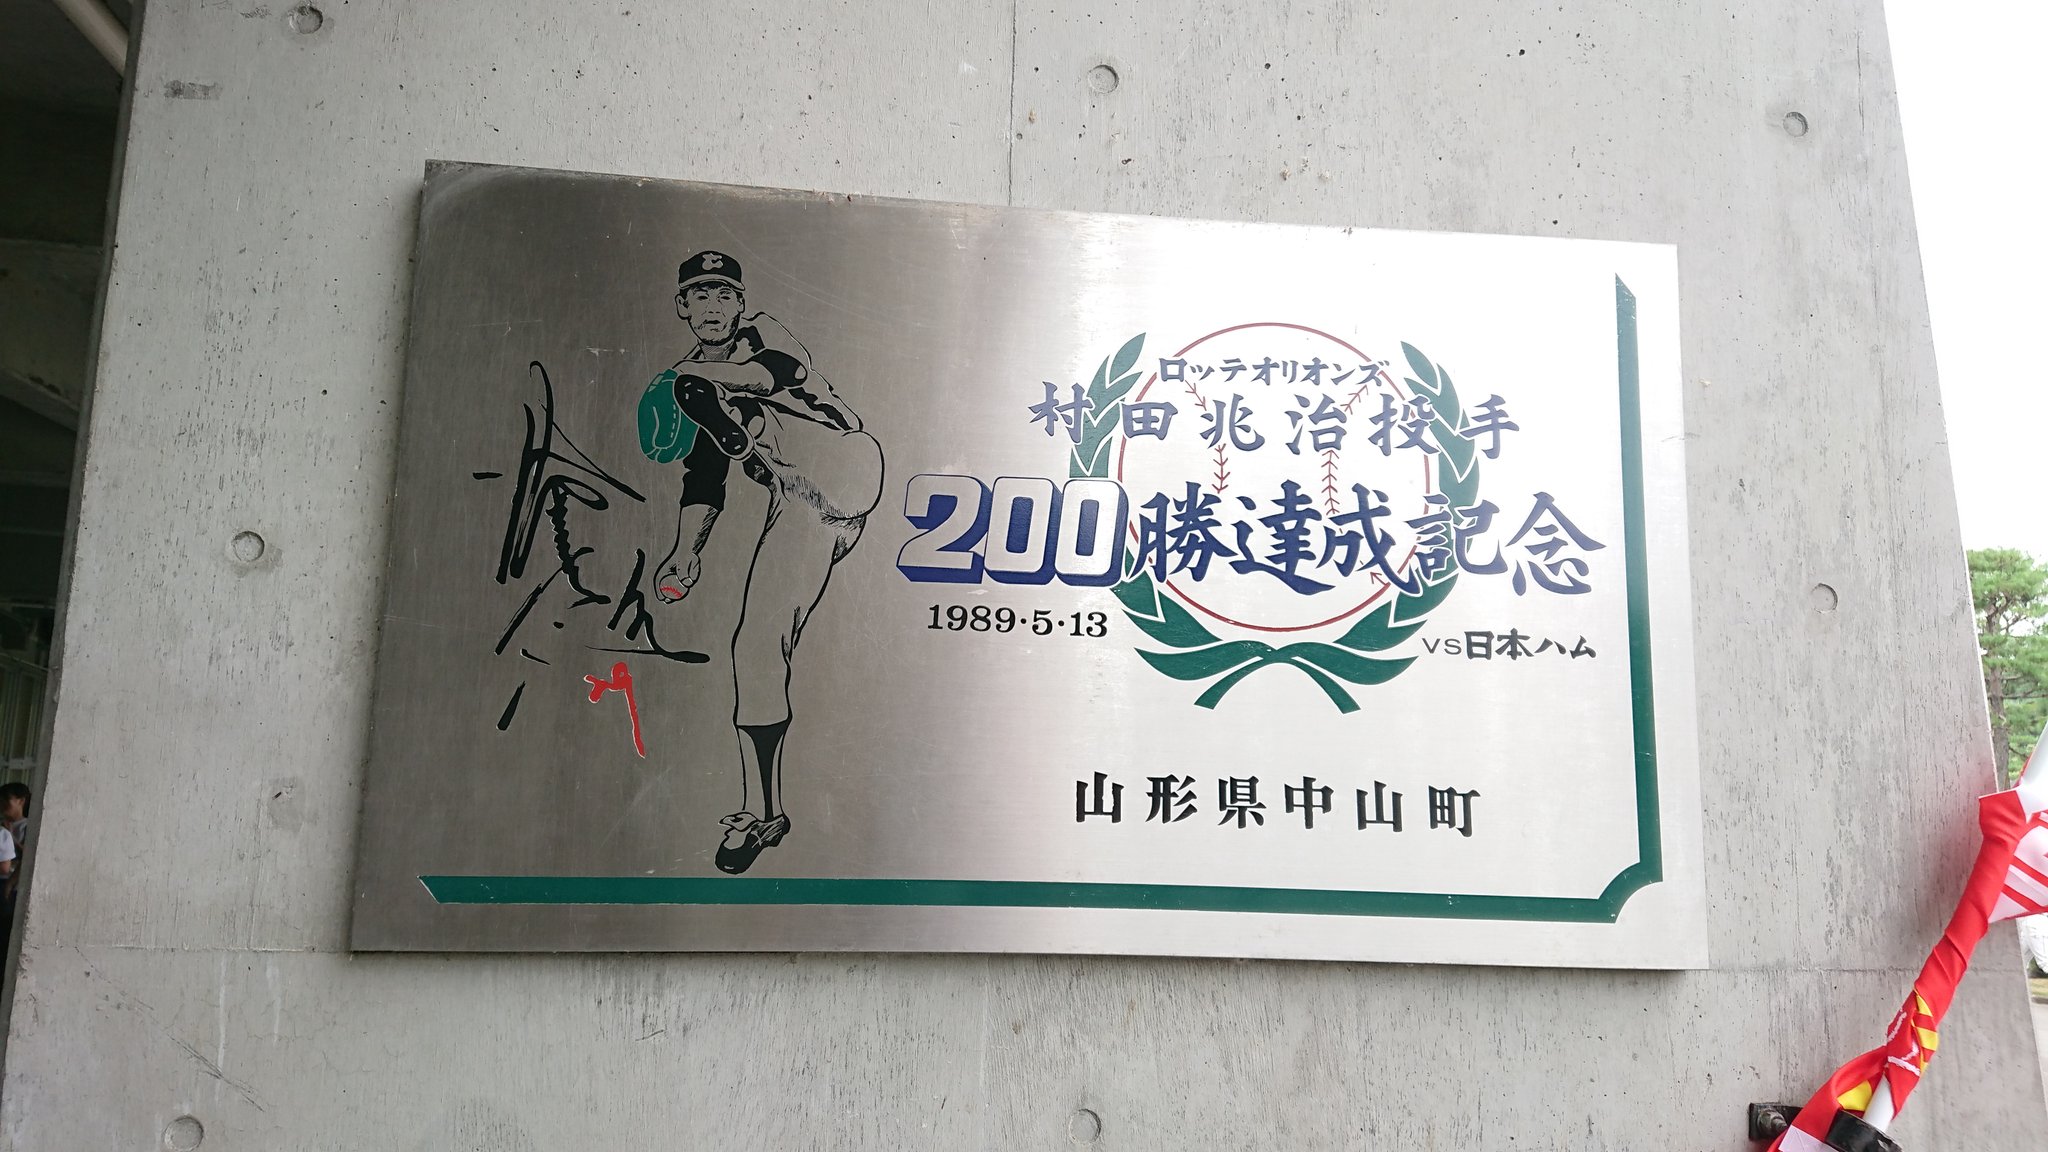 ロッテオリオンズ
村田兆治投手
200勝達成記念
1989・5・13
vs日本ハム
山形県中山町